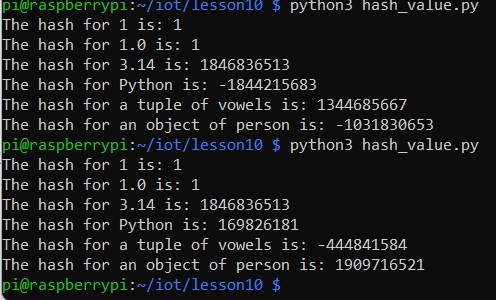 pi@raspberrypi:~/iot/lesson10 $ python3 hash_value.py
The hash for 1 is: 1
The hash for 1.0 is: 1
The hash for 3.14 is: 1846836513
The hash for Python is: -1844215683
The hash for a tuple of vowels is: 1344685667
The hash for an object of person is: -1031830653
pi@raspberrypi:~/iot/lesson10 $ python3 hash_value.py
The hash for 1 is: 1
The hash for 1.0 is: 1
The hash for 3.14 is: 1846836513
The hash for Python is: 169826181
The hash for a tuple of vowels is: -444841584
The hash for an object of person is: 1909716521
pi@raspberrypi:~/iot/lesson10 $